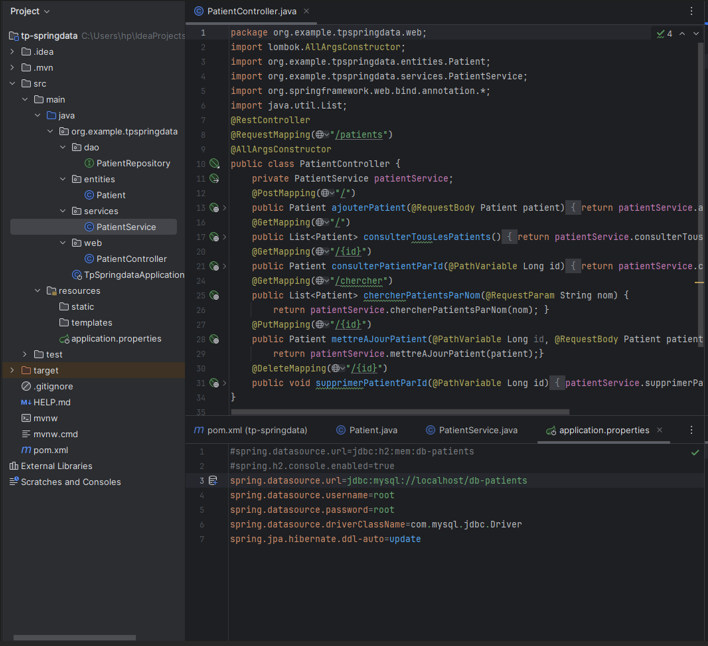 Project
tp-springdata C:\Users\hp\IdeaProjects
.idea
.mvn
src
main
java
org.example.tpspringdata
dao
PatientRepository
entities
Patient
services
PatientService
web
PatientController
TpSpringdataApplication
resources
static
templates
application.properties
test
target
.gitignore
HELP.md
mvnw
mvnw.cmd
pom.xml
External Libraries
Scratches and Consoles
PatientController.java
4
1 package org.example.tpspringdata.web;
2 import lombok.AllArgsConstructor;
3 import org.example.tpspringdata.entities.Patient;
4 import org.example.tpspringdata.services.PatientService;
5 import org.springframework.web.bind.annotation.*;
6 import java.util.List;
7 @RestController
8 @RequestMapping("/patients")
9 @AllArgsConstructor
10 public class PatientController {
11 private PatientService patientService;
12 @PostMapping("/")
13 public Patient ajouterPatient(@RequestBody Patient patient) { return patientService.a
16 @GetMapping("/")
17 public List<Patient> consulterTousLesPatients() { return patientService.consulterTous
20 @GetMapping("/{id}")
21 public Patient consulterPatientParId(@PathVariable Long id) { return patientService.c
24 @GetMapping("/chercher")
25 public List<Patient> chercherPatientsParNom(@RequestParam String nom) {
26 return patientService.chercherPatientsParNom(nom); }
27 @PutMapping("/{id}")
28 public Patient mettreAJourPatient(@PathVariable Long id, @RequestBody Patient patient
29 return patientService.mettreAJourPatient(patient);}
30 @DeleteMapping("/{id}")
31 public void supprimerPatientParId(@PathVariable Long id) { patientService.supprimerPa
34 }
35
pom.xml (tp-springdata) Patient.java PatientService.java application.properties
1 #spring.datasource.url=jdbc:h2:mem:db-patients
2 #spring.h2.console.enabled=true
3 spring.datasource.url=jdbc:mysql://localhost/db-patients
4 spring.datasource.username=root
5 spring.datasource.password=root
6 spring.datasource.driverClassName=com.mysql.jdbc.Driver
7 spring.jpa.hibernate.ddl-auto=update